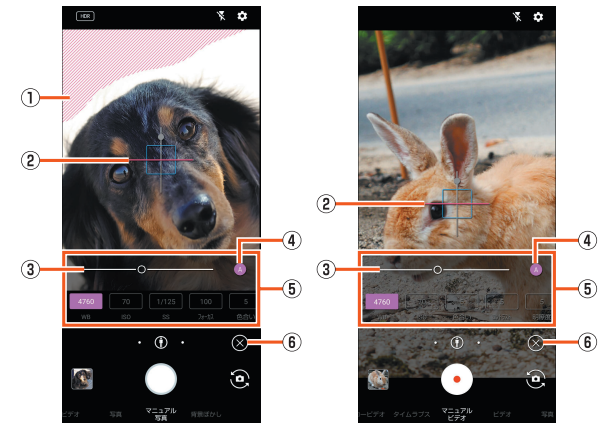 HDR
①
②
③
④
⑤
⑥
A
4760
70
1/125
100
5
WB
ISO
SS
フォーカス
色合い
ビデオ
写真
マニュアル
写真
背景ぼかし
②
③
④
⑤
⑥
A
4760
ービデオ
タイムラプス
マニュアル
ビデオ
ビデオ
写真